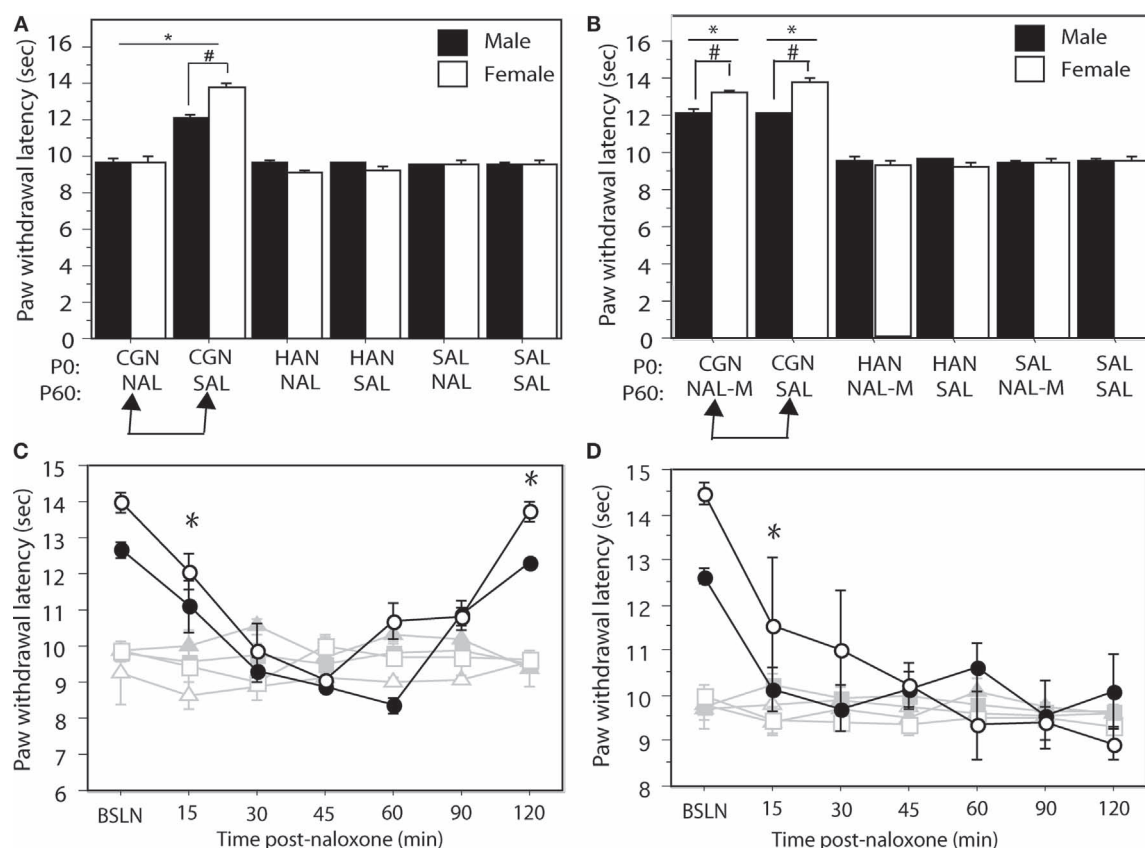 A
Paw withdrawal latency (sec)
16
14
12
10
8
6
4
2
0
*
#
Male
Female
P0: CGN CGN HAN HAN SAL SAL
P60: NAL SAL NAL SAL NAL SAL
B
Paw withdrawal latency (sec)
16
14
12
10
8
6
4
2
0
* *
# #
Male
Female
P0: CGN CGN HAN HAN SAL SAL
P60: NAL-M SAL NAL-M SAL NAL-M SAL
C
Paw withdrawal latency (sec)
15
14
13
12
11
10
9
8
7
6
* *
BSLN 15 30 45 60 90 120
Time post-naloxone (min)
D
Paw withdrawal latency (sec)
15
14
13
12
11
10
9
8
*
BSLN 15 30 45 60 90 120
Time post-naloxone (min)